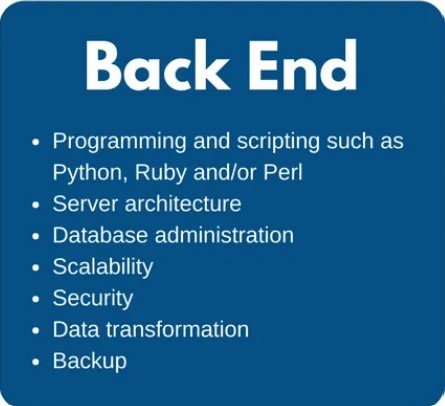 Back End
• Programming and scripting such as
Python, Ruby and/or Perl
• Server architecture
• Database administration
• Scalability
• Security
• Data transformation
• Backup